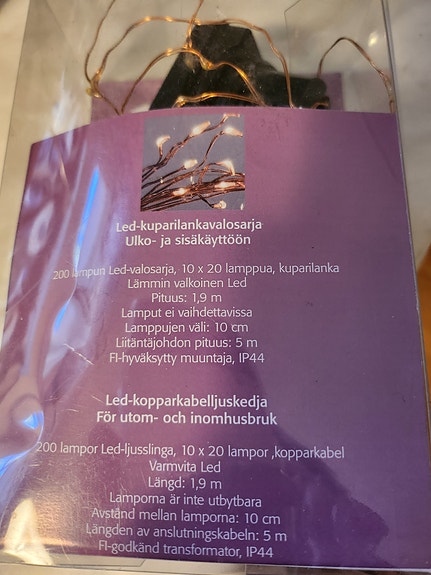 Led-kuparilankavalosarja
Ulko- ja sisäkäyttöön
200 lampun Led-valosarja, 10 x 20 lamppua, kuparilanka
Lämmin valkoinen Led
Pituus: 1,9 m
Lamput ei vaihdettavissa
Lamppujen väli: 10 cm
Liitäntäjohdon pituus: 5 m
FI-hyväksytty muuntaja, IP44
Led-kopparkabelljuskedja
För utom- och inomhusbruk
200 lampor Led-ljusslinga, 10 x 20 lampor ,kopparkabel
Varmvita Led
Längd: 1,9 m
Lamporna är inte utbytbara
Avstånd mellan lamporna: 10 cm
Längden av anslutningskabeln: 5 m
FI-godkänd transformator, IP44